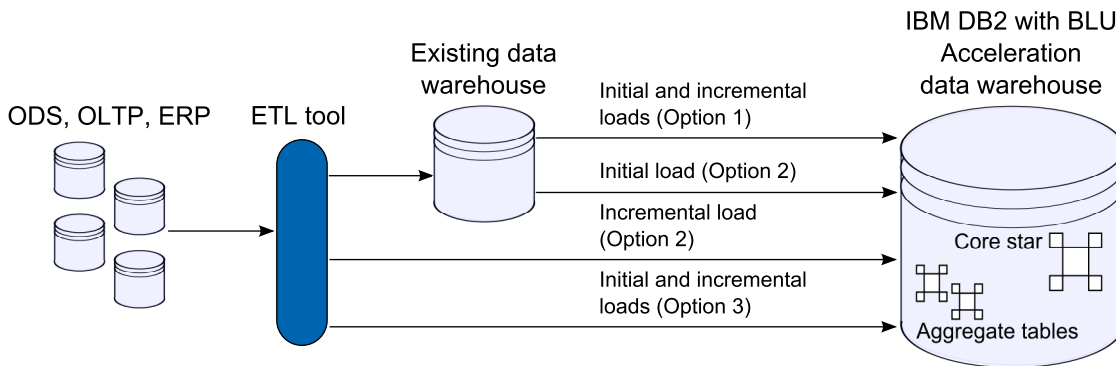 IBM DB2 with BLU
Acceleration
data warehouse
Existing data
warehouse
ODS, OLTP, ERP
ETL tool
Initial and incremental
loads (Option 1)
Initial load (Option 2)
Incremental load
(Option 2)
Initial and incremental
loads (Option 3)
Core star
Aggregate tables